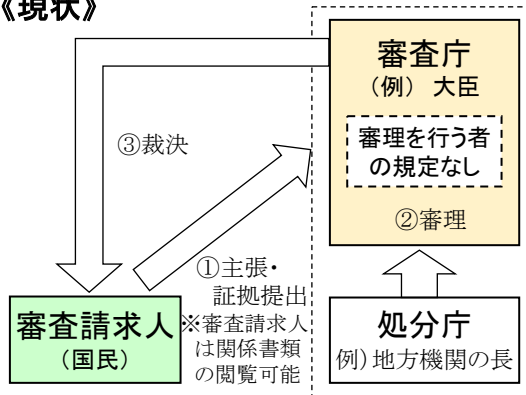 《現状》
審査庁
（例） 大臣
審理を行う者
の規定なし
②審理
③裁決
①主張・
証拠提出
※審査請求人
は関係書類
の閲覧可能
審査請求人
（国民）
処分庁
例）地方機関の長